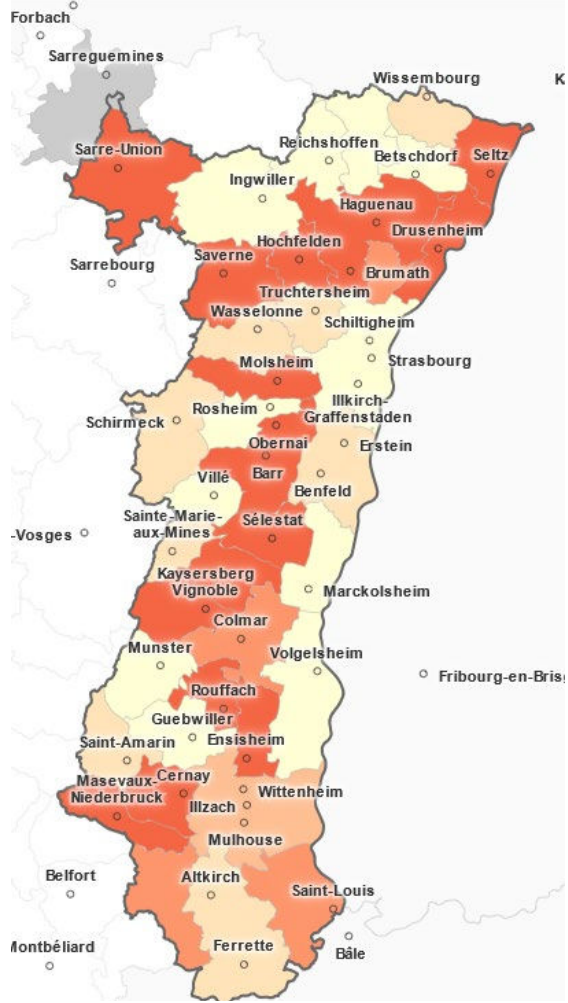 Forbach
Sarreguemines
Wissembourg
K
Sarre-Union
Reichshoffen
Betschdorf
Seltz
Ingwiller
Haguenau
Hochfelden
Drusenheim
Saverne
Sarrebourg
Brumath
Truchtersheim
Wasselonne
Schiltigheim
Strasbourg
Molsheim
Rosheim
Illkirch-
Graffenstaden
Schirmeck
Obernai
Erstein
Barr
Villé
Benfeld
Sainte-Marie-
aux-Mines
Sélestat
-Vosges
Kaysersberg
Vignoble
Marckolsheim
Colmar
Munster
Volgelsheim
Fribourg-en-Brisg
Rouffach
Guebwiller
Ensisheim
Saint-Amarin
Masevaux-
Niederbruck
Cernay
Wittenheim
Illzach
Mulhouse
Belfort
Altkirch
Saint-Louis
Montbéliard
Ferrette
Bâle